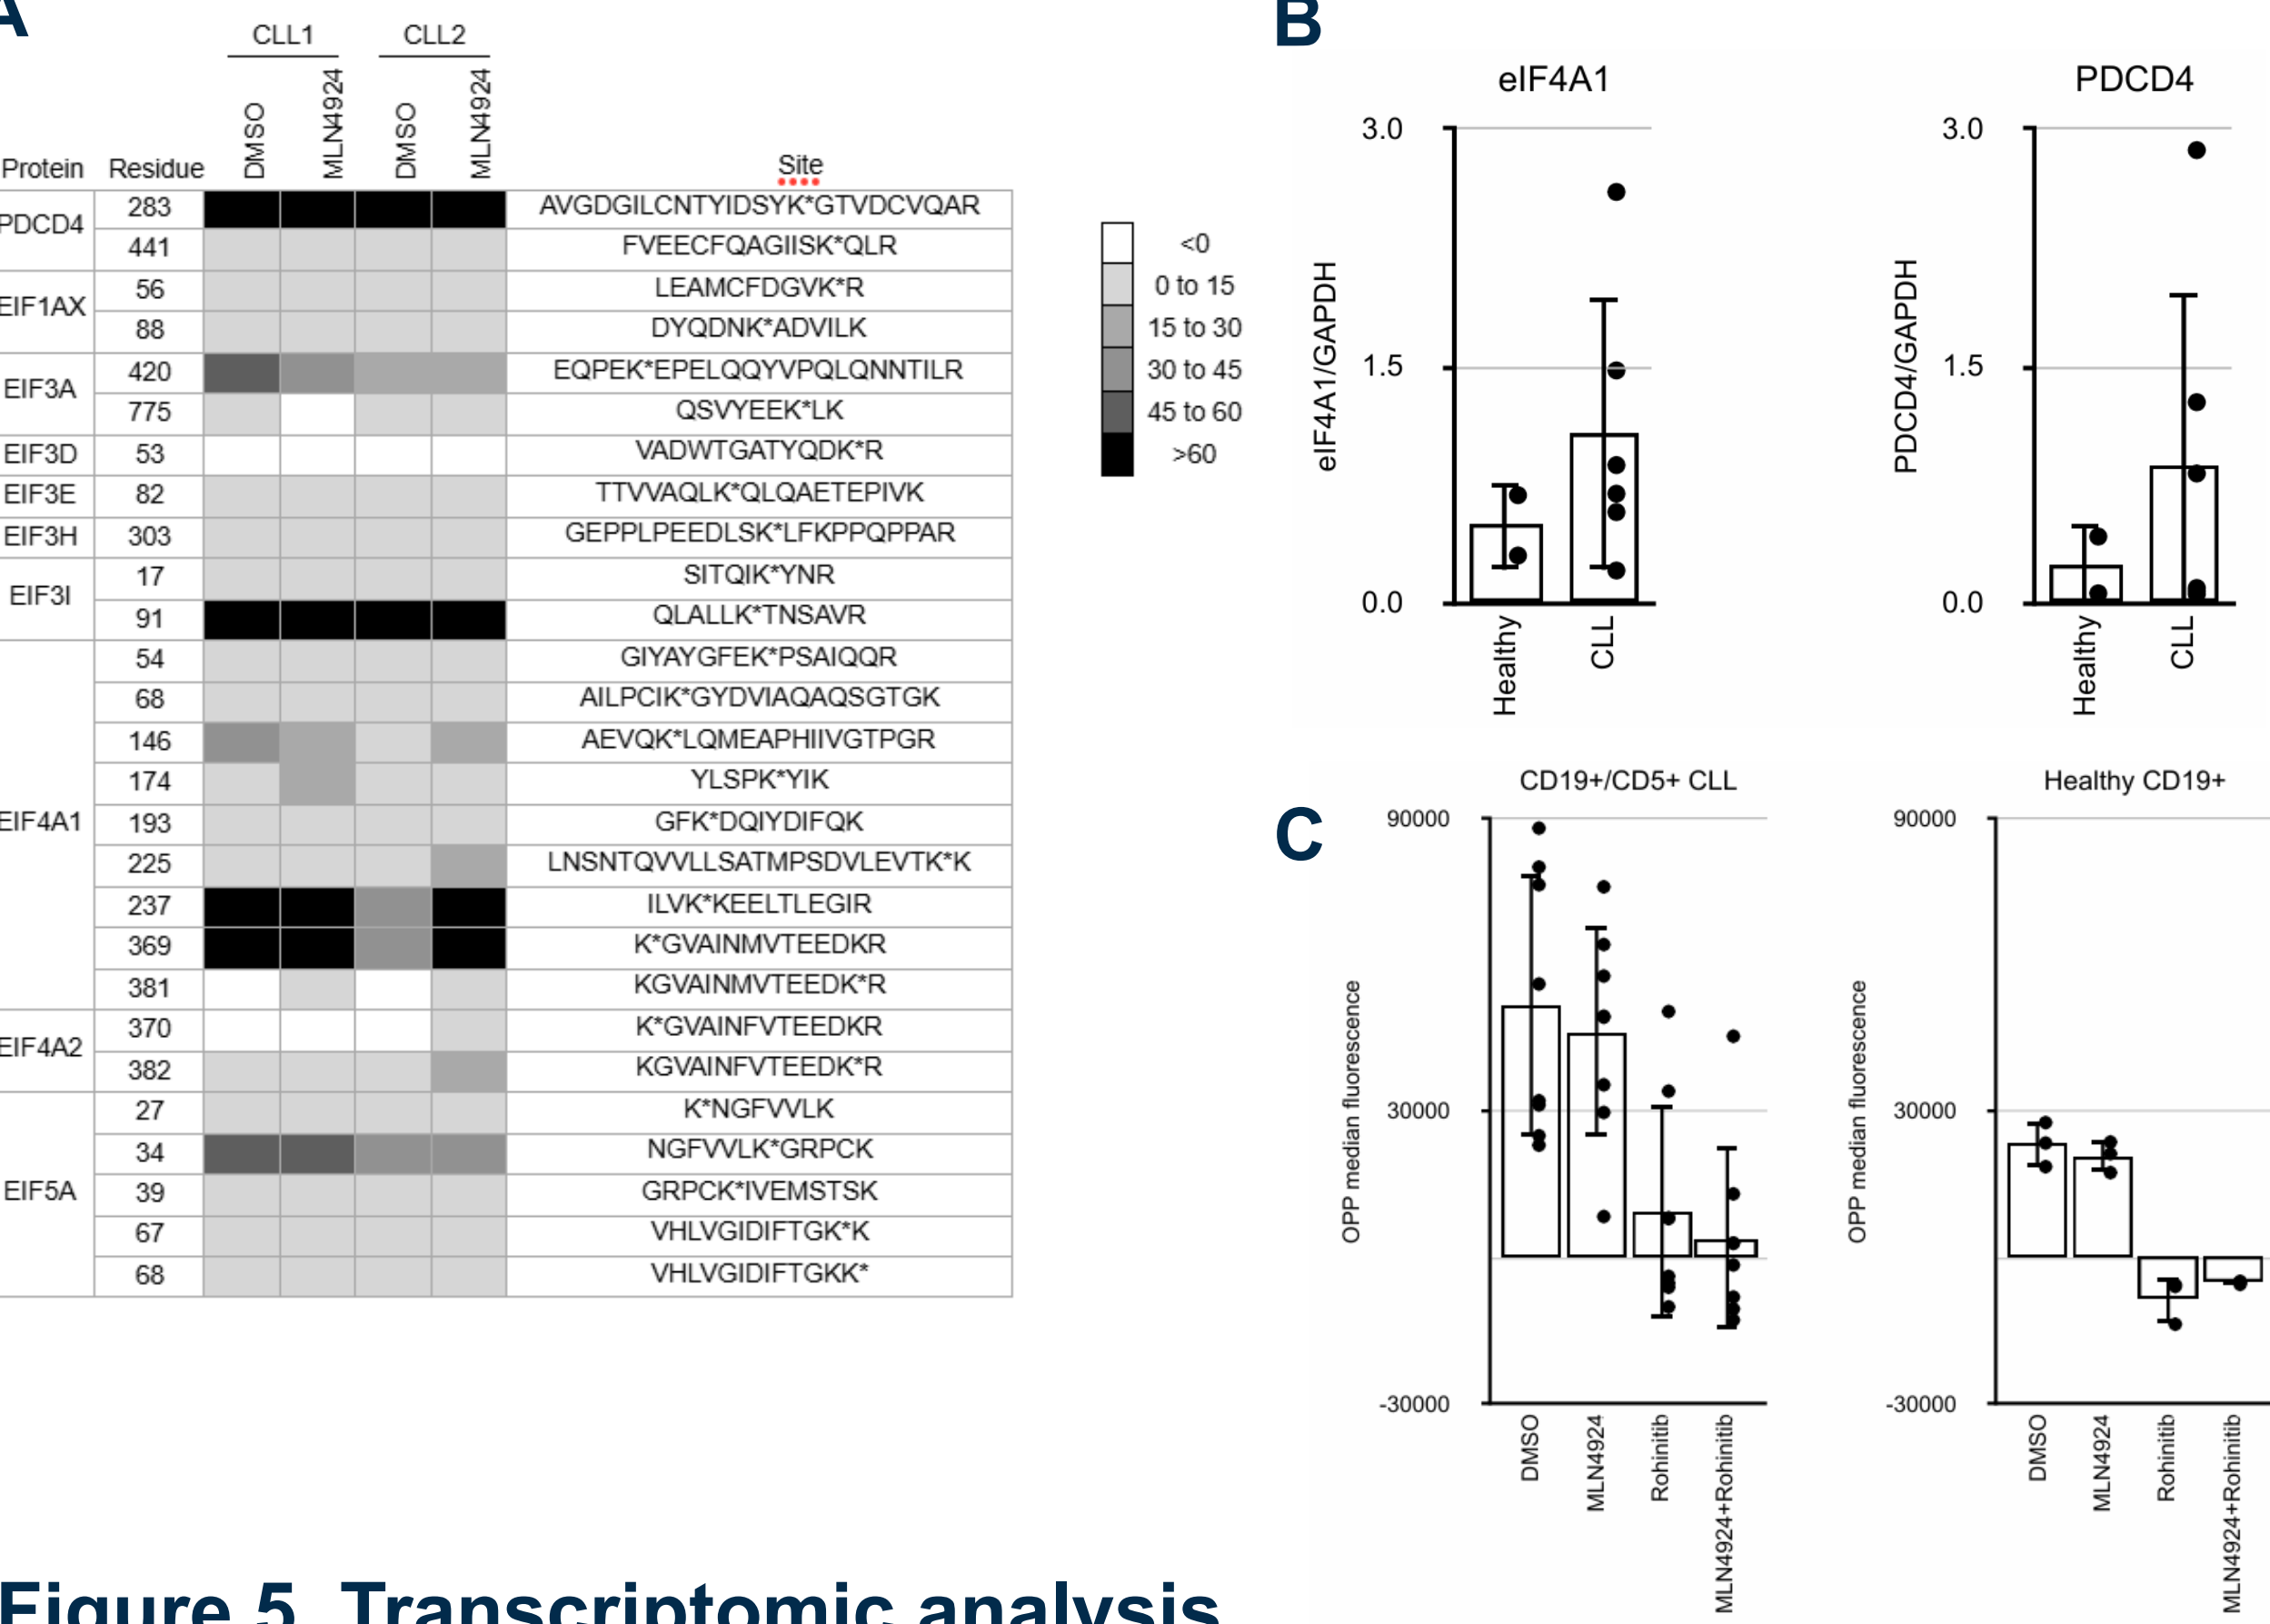 A
CLL1 CLL2
Protein Residue DMSO MLN4924 DMSO MLN4924 Site
PDCD4 283 AVGDGILCNTYIDSYK*GTVDCVQAR
441 FVEECFQAGIISK*QLR
EIF1AX 56 LEAMCFDGVK*R
88 DYQDNK*ADVILK
EIF3A 420 EQPEK*EPELQQYVPQLQNNTILR
775 QSVYEEK*LK
EIF3D 53 VADWTGATYQDK*R
EIF3E 82 TTVVAQLK*QLQAETEPIVK
EIF3H 303 GEPPLPEEDLSK*LFKPPQPPAR
EIF3I 17 SITQIK*YNR
91 QLALLK*TNSAVR
EIF4A1 54 GIYAYGFEK*PSAIQQR
68 AILPCIK*GYDVIAQAQSGTGK
146 AEVQK*LQMEAPHIIVGTPGR
174 YLSPK*YIK
193 GFK*DQIYDIFQK
225 LNSNTQVVLLSATMPSDVLEVTK*K
237 ILVK*KEELTLEGIR
369 K*GVAINMVTEEDKR
381 KGVAINMVTEEDK*R
EIF4A2 370 K*GVAINFVTEEDKR
382 KGVAINFVTEEDK*R
EIF5A 27 K*NGFVVLK
34 NGFVVLK*GRPCK
39 GRPCK*IVEMSTSK
67 VHLVGIDIFTGK*K
68 VHLVGIDIFTGKK*
<0
0 to 15
15 to 30
30 to 45
45 to 60
>60
B
eIF4A1
eIF4A1/GAPDH
3.0
1.5
0.0
Healthy CLL
PDCD4
PDCD4/GAPDH
3.0
1.5
0.0
Healthy CLL
C
CD19+/CD5+ CLL
OPP median fluorescence
90000
30000
-30000
DMSO MLN4924 Rohinitib MLN4924+Rohinitib
Healthy CD19+
OPP median fluorescence
90000
30000
-30000
DMSO MLN4924 Rohinitib MLN4924+Rohinitib
Figure 5. Transcriptomic analysis